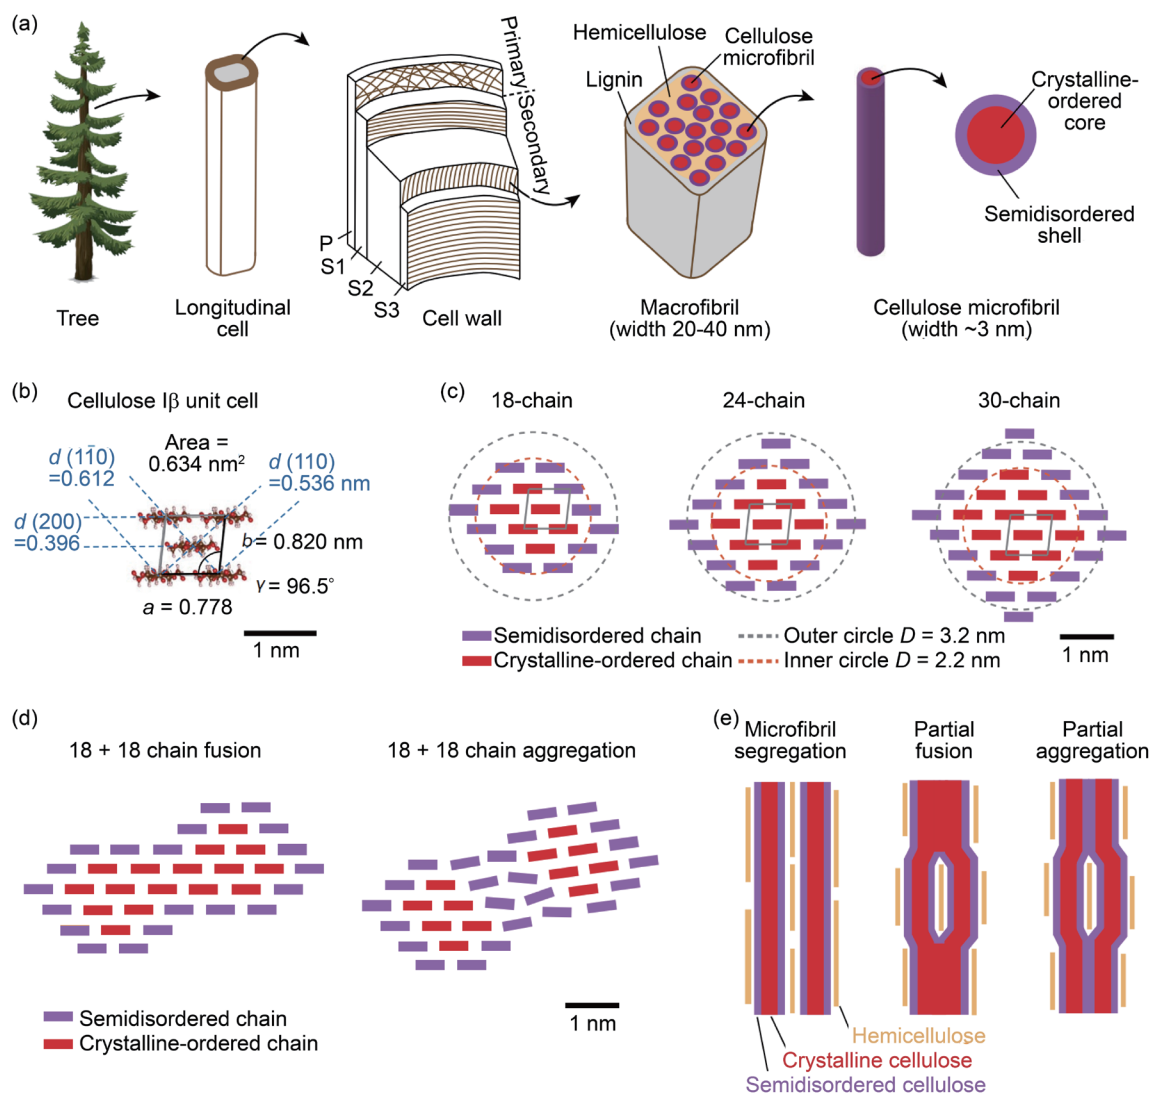 (a)
Hemicellulose
Cellulose
microfibril
Lignin
Primary
Secondary
Crystalline-
ordered
core
Semidisordered
shell
P
S1
S2
S3
Tree
Longitudinal
cell
Cell wall
Macrofibril
(width 20-40 nm)
Cellulose microfibril
(width ~3 nm)
(b)
Cellulose Iβ unit cell
Area =
0.634 nm²
d (11̄0)
=0.612
d (110)
=0.536 nm
d (200)
=0.396
b = 0.820 nm
γ = 96.5°
a = 0.778
1 nm
(c)
18-chain
24-chain
30-chain
Semidisordered chain
Crystalline-ordered chain
Outer circle D = 3.2 nm
Inner circle D = 2.2 nm
1 nm
(d)
18 + 18 chain fusion
18 + 18 chain aggregation
Semidisordered chain
Crystalline-ordered chain
1 nm
(e)
Microfibril
segregation
Partial
fusion
Partial
aggregation
Hemicellulose
Crystalline cellulose
Semidisordered cellulose